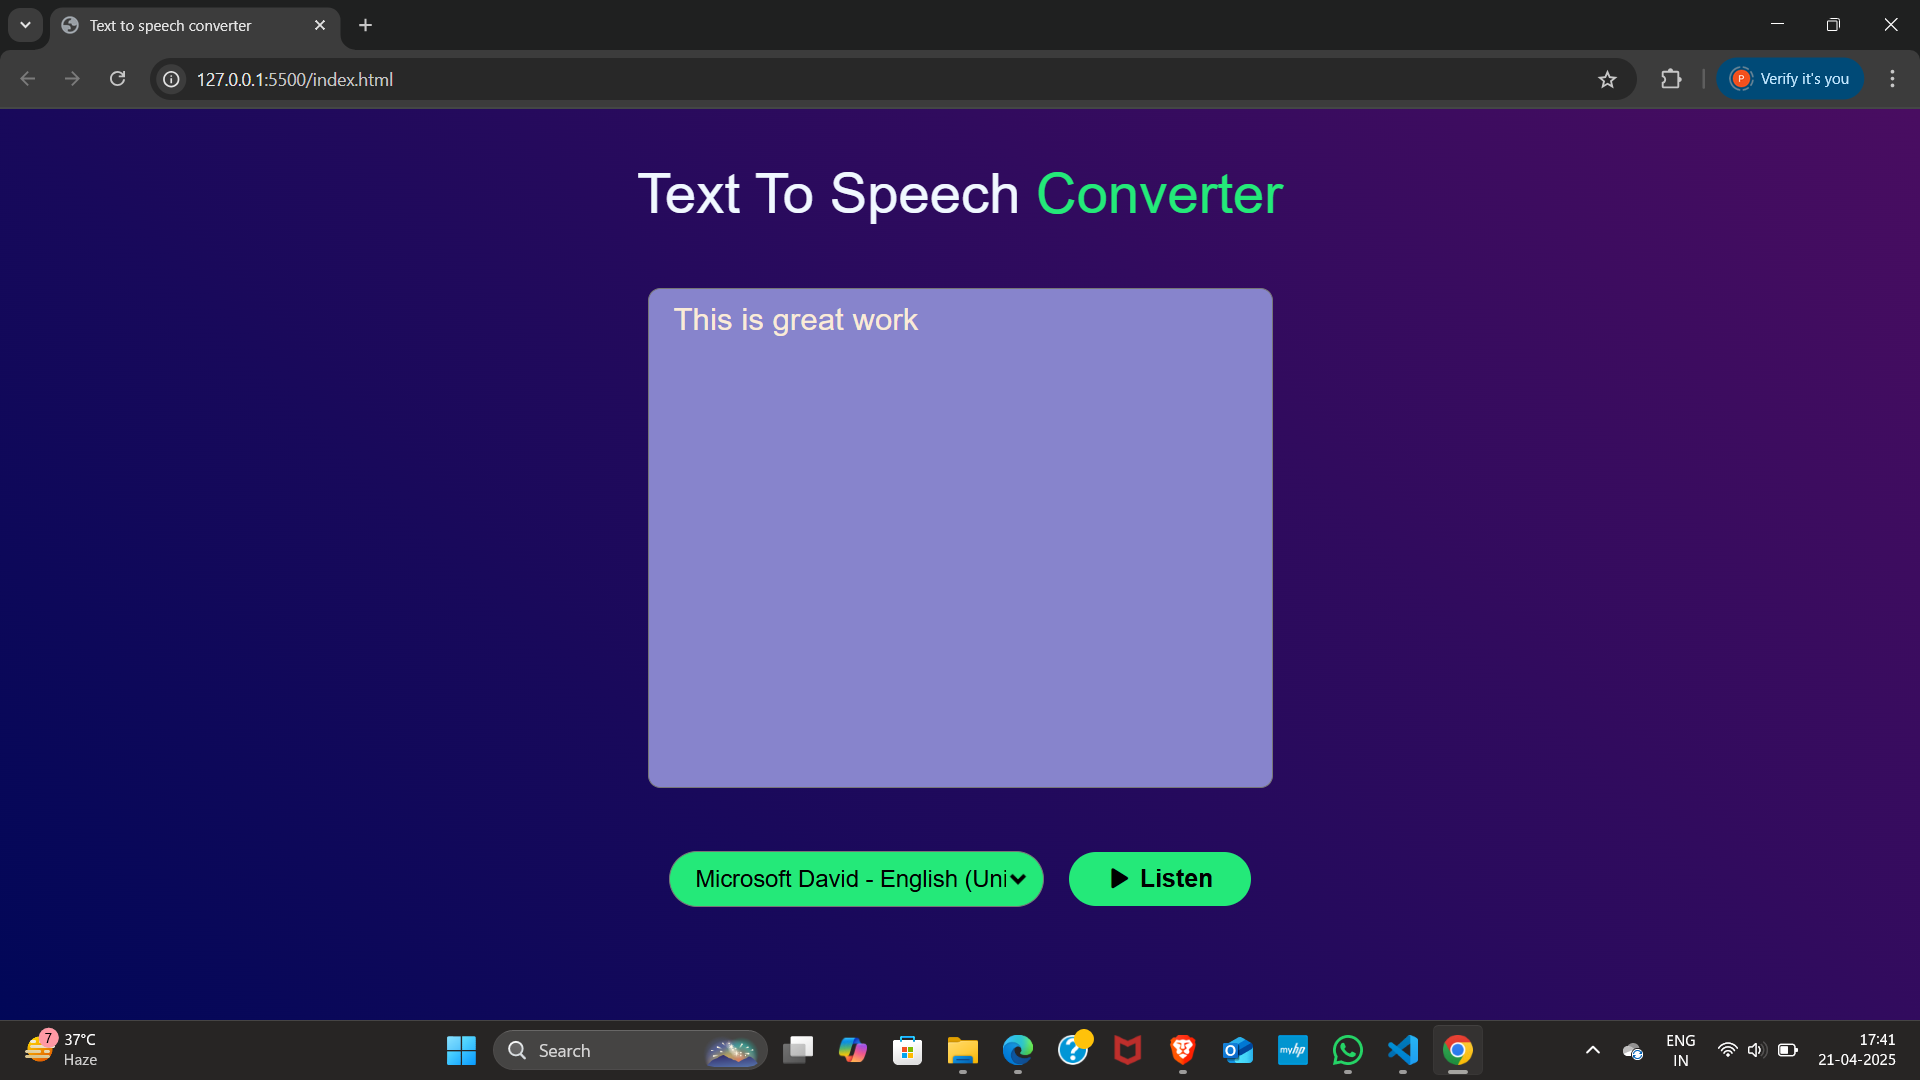 Text to speech converter
127.0.0.1:5500/index.html
P
Verify it's you
Text To Speech Converter
This is great work
Microsoft David - English (Uni
Listen
7
37°C
Haze
Search
myhp
ENG
IN
17:41
21-04-2025